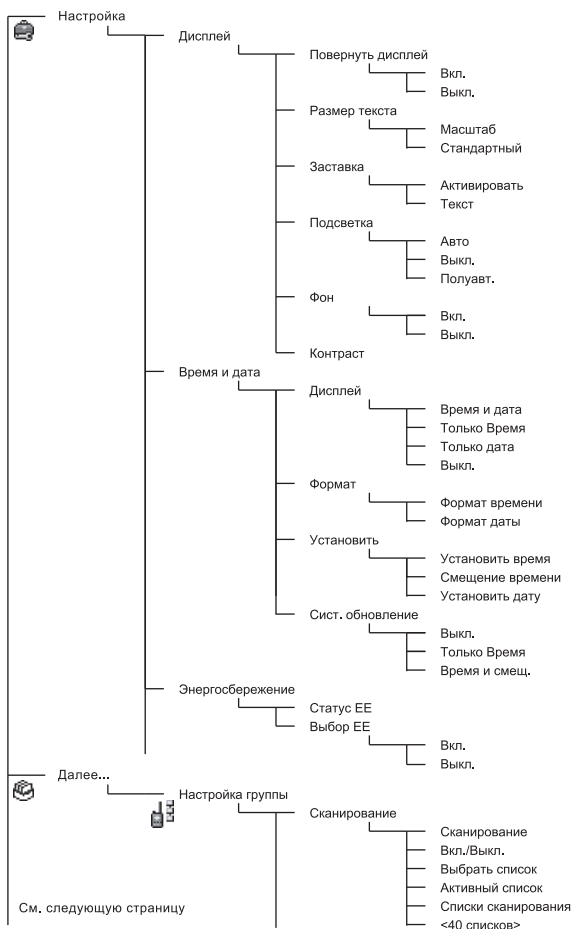 Настройка
Дисплей
Повернуть дисплей
Вкл.
Выкл.
Размер текста
Масштаб
Стандартный
Заставка
Активировать
Текст
Подсветка
Авто
Выкл.
Полуавт.
Фон
Вкл.
Выкл.
Контраст
Время и дата
Дисплей
Время и дата
Только Время
Только дата
Выкл.
Формат
Формат времени
Формат даты
Установить
Установить время
Смещение времени
Установить дату
Сист. обновление
Выкл.
Только Время
Время и смещ.
Энергосбережение
Статус ЕЕ
Выбор ЕЕ
Вкл.
Выкл.
Далее...
Настройка группы
Сканирование
Сканирование
Вкл./Выкл.
Выбрать список
Активный список
Списки сканирования
<40 списков>
См. следующую страницу